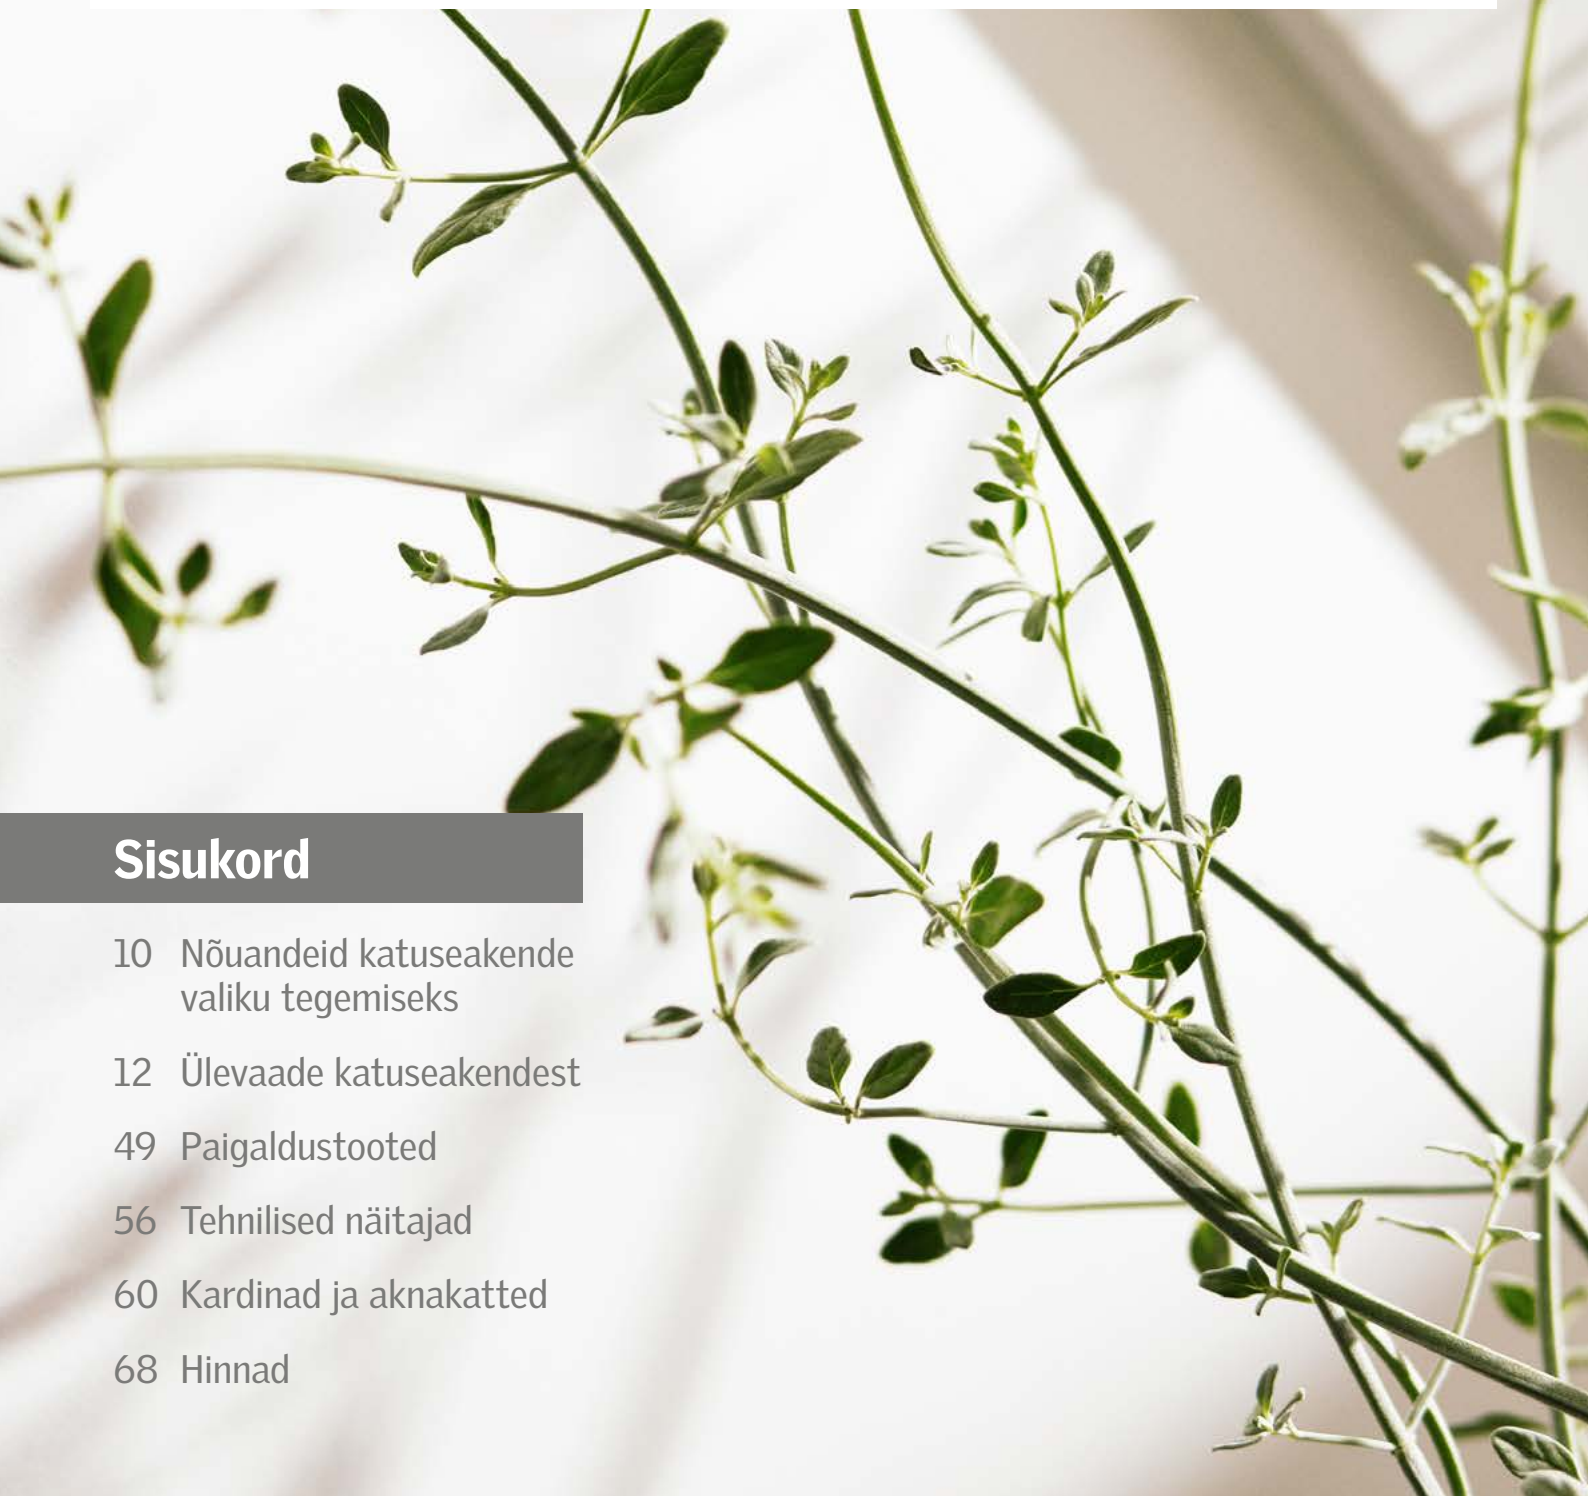 Sisukord
10 Nõuandeid katuseakende
valiku tegemiseks
12 Ülevaade katuseakendest
49 Paigaldustooted
56 Tehnilised näitajad
60 Kardinad ja aknakatted
68 Hinnad